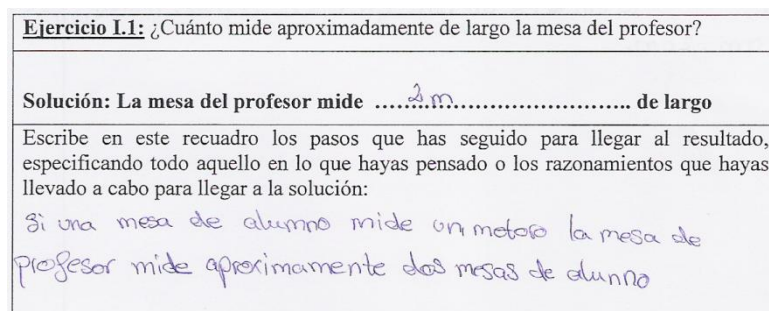 Ejercicio I.1: ¿Cuánto mide aproximadamente de largo la mesa del profesor?
Solución: La mesa del profesor mide ....2m............................ de largo
Escribe en este recuadro los pasos que has seguido para llegar al resultado,
especificando todo aquello en lo que hayas pensado o los razonamientos que hayas
llevado a cabo para llegar a la solución:
Si una mesa de alumno mide un metoro la mesa de
profesor mide aproximamente dos mesas de alunno